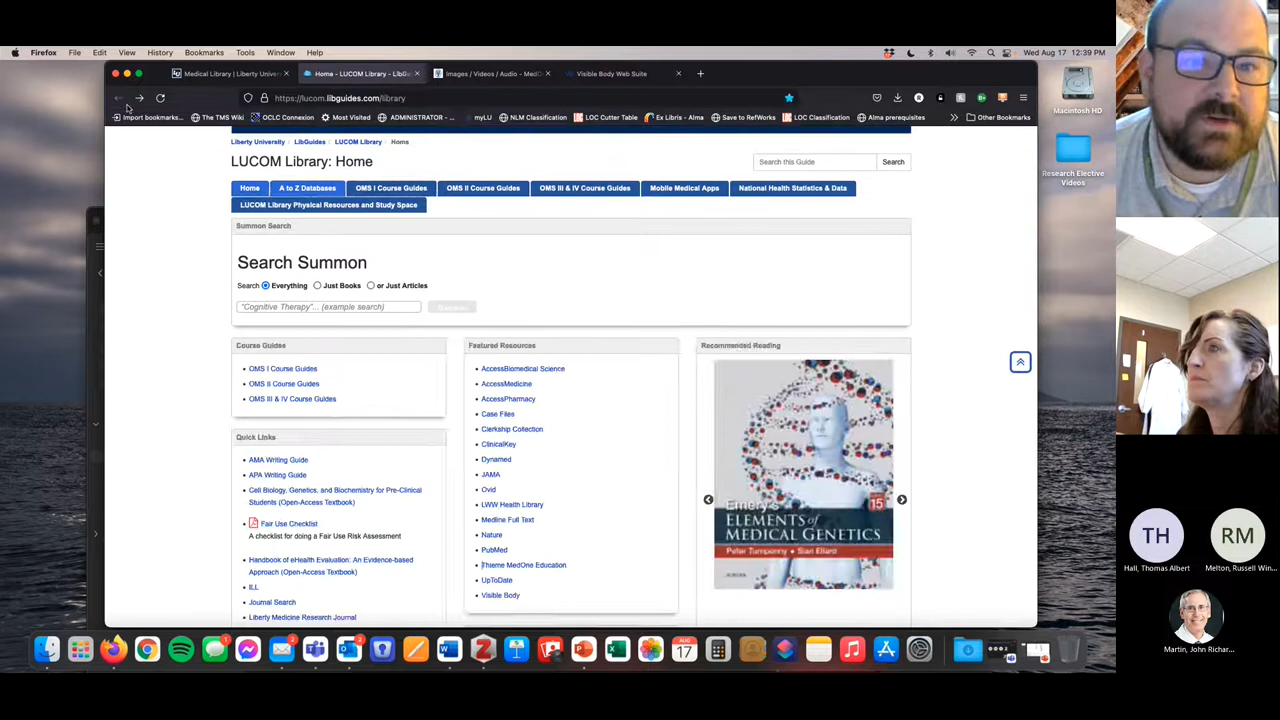 Firefox File Edit View History Bookmarks Tools Window Help Wed Aug 17 12:39 PM
Medical Library | Liberty Univer Home - LUCOM Library - LibG Images / Videos / Audio - MedO Visible Body Web Suite
https://lucom.libguides.com/library
Import bookmarks... The TMS Wiki OCLC Connexion Most Visited ADMINISTRATOR - ... myLU NLM Classification LOC Cutter Table Ex Libris - Alma Save to RefWorks LOC Classification Alma prerequisites Other Bookmarks
Macintosh HD
Research Elective
Videos
Liberty University LibGuides LUCOM Library Home
LUCOM Library: Home
Search this Guide Search
Home A to Z Databases OMS I Course Guides OMS II Course Guides OMS III & IV Course Guides Mobile Medical Apps National Health Statistics & Data
LUCOM Library Physical Resources and Study Space
Summon Search
Search Summon
Search Everything Just Books or Just Articles
"Cognitive Therapy"... (example search)
Course Guides
OMS I Course Guides
OMS II Course Guides
OMS III & IV Course Guides
Quick Links
AMA Writing Guide
APA Writing Guide
Cell Biology, Genetics, and Biochemistry for Pre-Clinical
Students (Open-Access Textbook)
Fair Use Checklist
A checklist for doing a Fair Use Risk Assessment
Handbook of eHealth Evaluation: An Evidence-based
Approach (Open-Access Textbook)
ILL
Journal Search
Liberty Medicine Research Journal
Featured Resources
AccessBiomedical Science
AccessMedicine
AccessPharmacy
Case Files
Clerkship Collection
ClinicalKey
Dynamed
JAMA
Ovid
LWW Health Library
Medline Full Text
Nature
PubMed
Thieme MedOne Education
UpToDate
Visible Body
Recommended Reading
Emery's
ELEMENTS of
MEDICAL GENETICS
15
Peter Turnpenny • Sian Ellard
TH RM
Hall, Thomas Albert Melton, Russell Win...
Martin, John Richar...
AUG
17